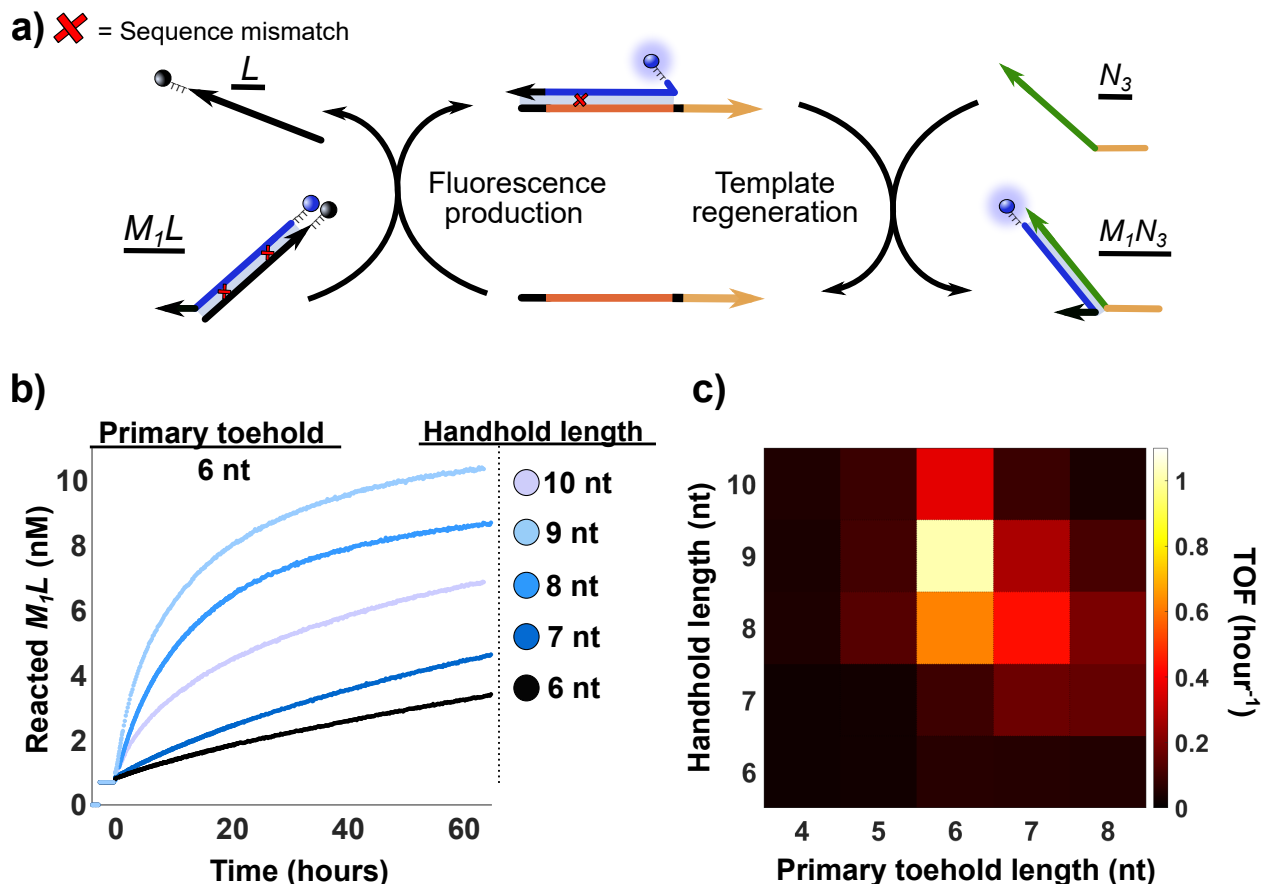 a) = Sequence mismatch
L
N3
Fluorescence
production
Template
regeneration
M1L
M1N3
b)
Primary toehold
6 nt
Handhold length
10 nt
9 nt
8 nt
7 nt
6 nt
Reacted M1L (nM)
10
8
6
4
2
0
0 20 40 60
Time (hours)
c)
Handhold length (nt)
10
9
8
7
6
4 5 6 7 8
Primary toehold length (nt)
1
0.8
0.6
0.4
0.2
0
TOF (hour-1)